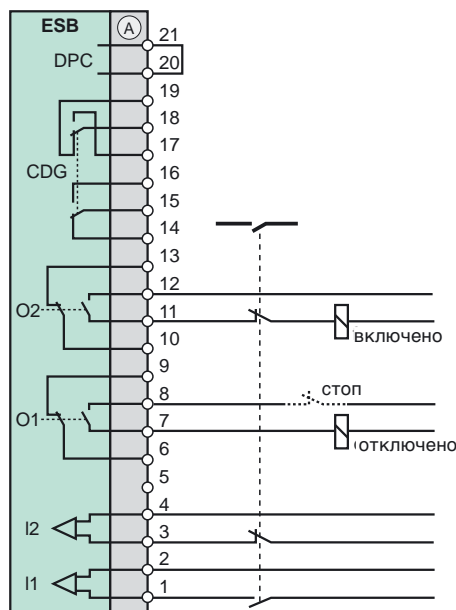 ESB A 21
DPC 20
19
18
17
CDG 16
15
14
13
12
O2 11
включено
10
9
8 стоп
O1 7
отключено
6
5
4
I2 3
2
I1 1